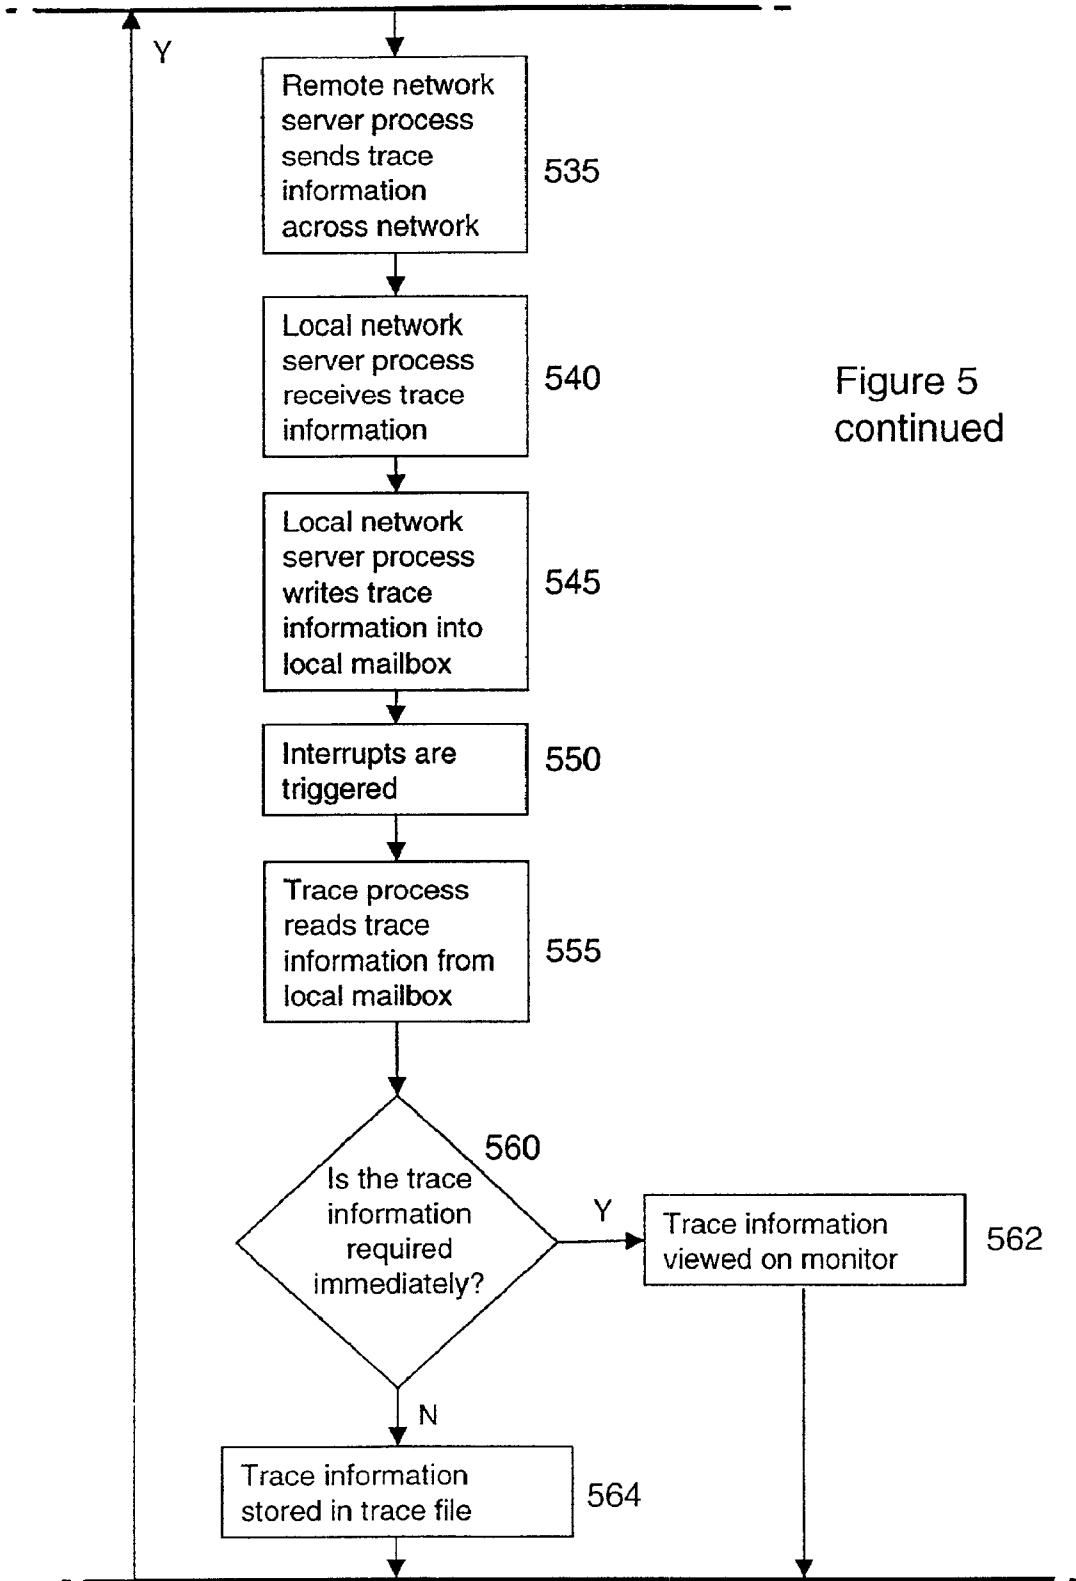 Y
Remote network
server process
sends trace
information
across network
535
Local network
server process
receives trace
information
540
Figure 5
continued
Local network
server process
writes trace
information into
local mailbox
545
Interrupts are
triggered
550
Trace process
reads trace
information from
local mailbox
555
560
Is the trace
information
required
immediately?
Y
Trace information
viewed on monitor
562
N
Trace information
stored in trace file
564